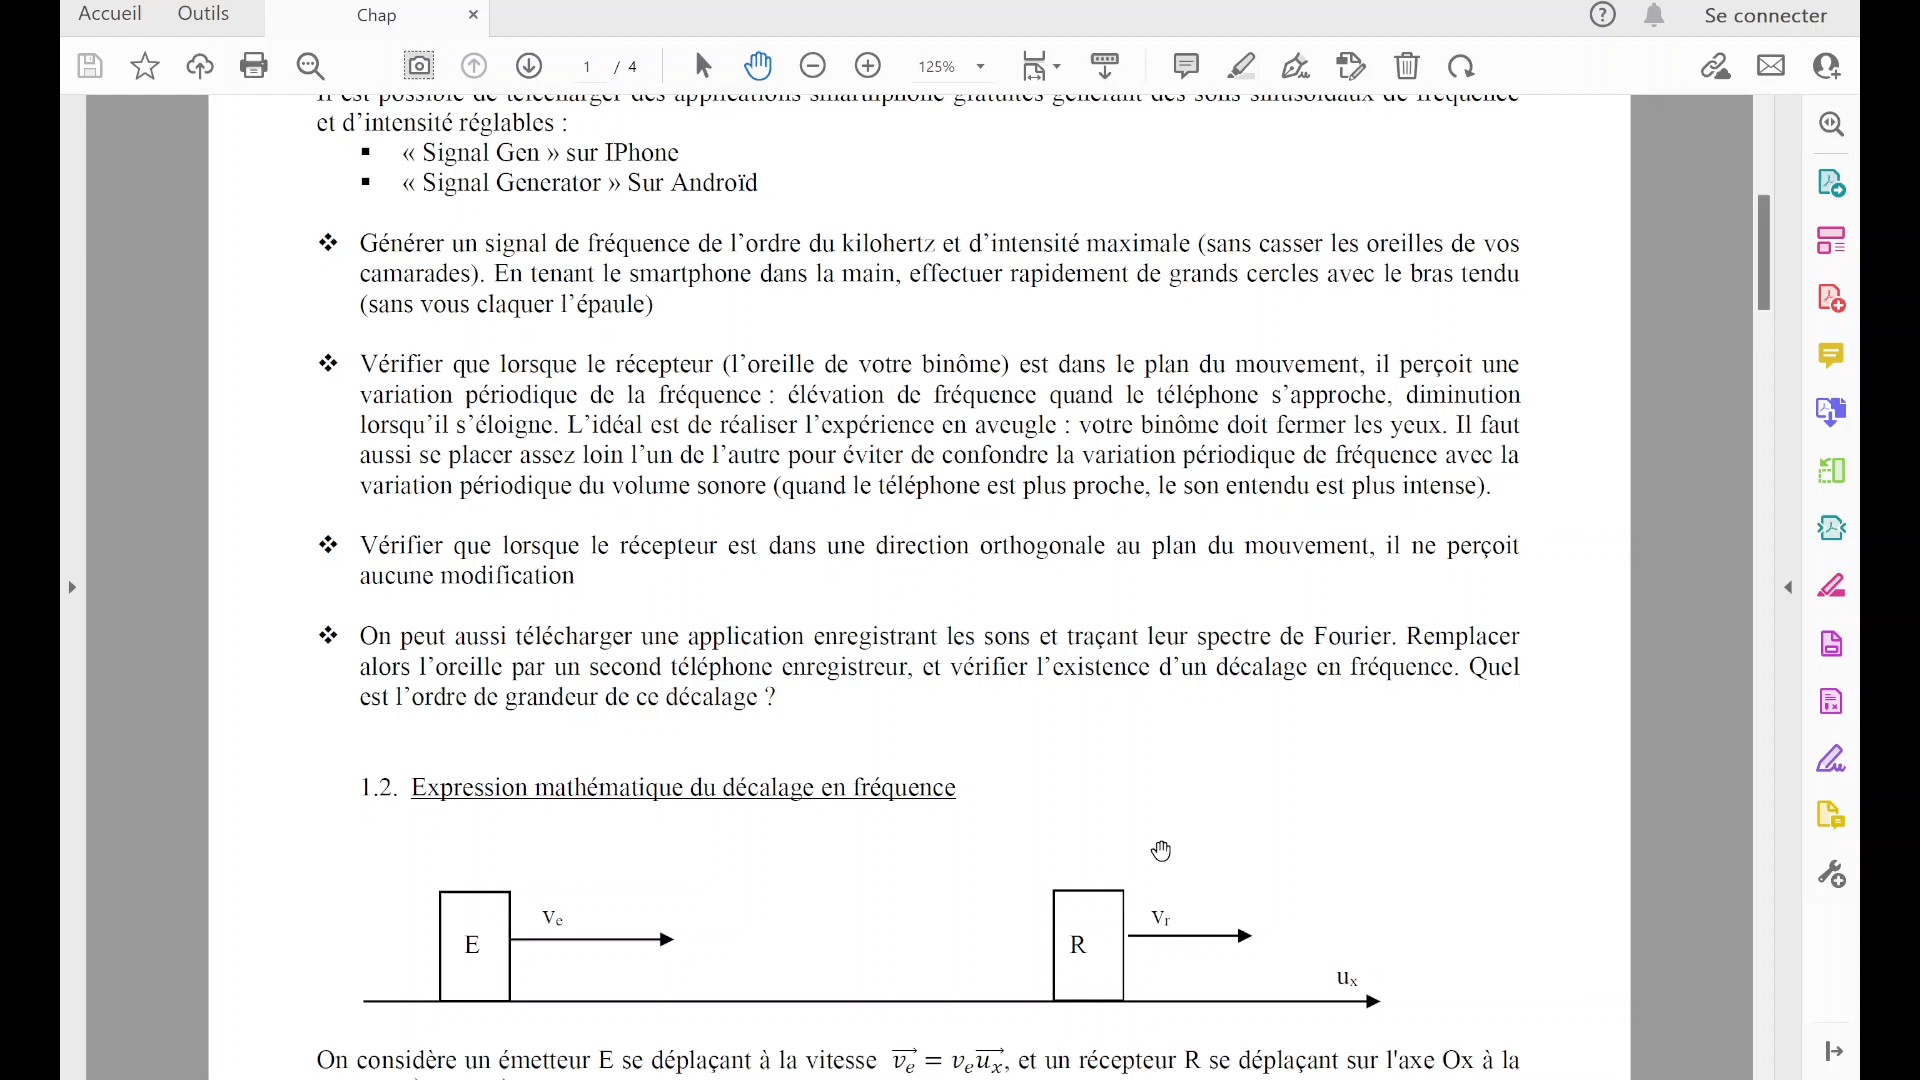 Accueil Outils Chap × ? Se connecter
1 / 4 125%
Il est possible de télécharger des applications smarthphone gratuites générant des sons sinusoïdaux de fréquence
et d’intensité réglables :
▪ « Signal Gen » sur IPhone
▪ « Signal Generator » Sur Androïd
❖ Générer un signal de fréquence de l’ordre du kilohertz et d’intensité maximale (sans casser les oreilles de vos
camarades). En tenant le smartphone dans la main, effectuer rapidement de grands cercles avec le bras tendu
(sans vous claquer l’épaule)
❖ Vérifier que lorsque le récepteur (l’oreille de votre binôme) est dans le plan du mouvement, il perçoit une
variation périodique de la fréquence : élévation de fréquence quand le téléphone s’approche, diminution
lorsqu’il s’éloigne. L’idéal est de réaliser l’expérience en aveugle : votre binôme doit fermer les yeux. Il faut
aussi se placer assez loin l’un de l’autre pour éviter de confondre la variation périodique de fréquence avec la
variation périodique du volume sonore (quand le téléphone est plus proche, le son entendu est plus intense).
❖ Vérifier que lorsque le récepteur est dans une direction orthogonale au plan du mouvement, il ne perçoit
aucune modification
❖ On peut aussi télécharger une application enregistrant les sons et traçant leur spectre de Fourier. Remplacer
alors l’oreille par un second téléphone enregistreur, et vérifier l’existence d’un décalage en fréquence. Quel
est l’ordre de grandeur de ce décalage ?
1.2. Expression mathématique du décalage en fréquence
vₑ vᵣ
E R
uₓ
On considère un émetteur E se déplaçant à la vitesse v⃗ₑ = vₑu⃗ₓ, et un récepteur R se déplaçant sur l'axe Ox à la